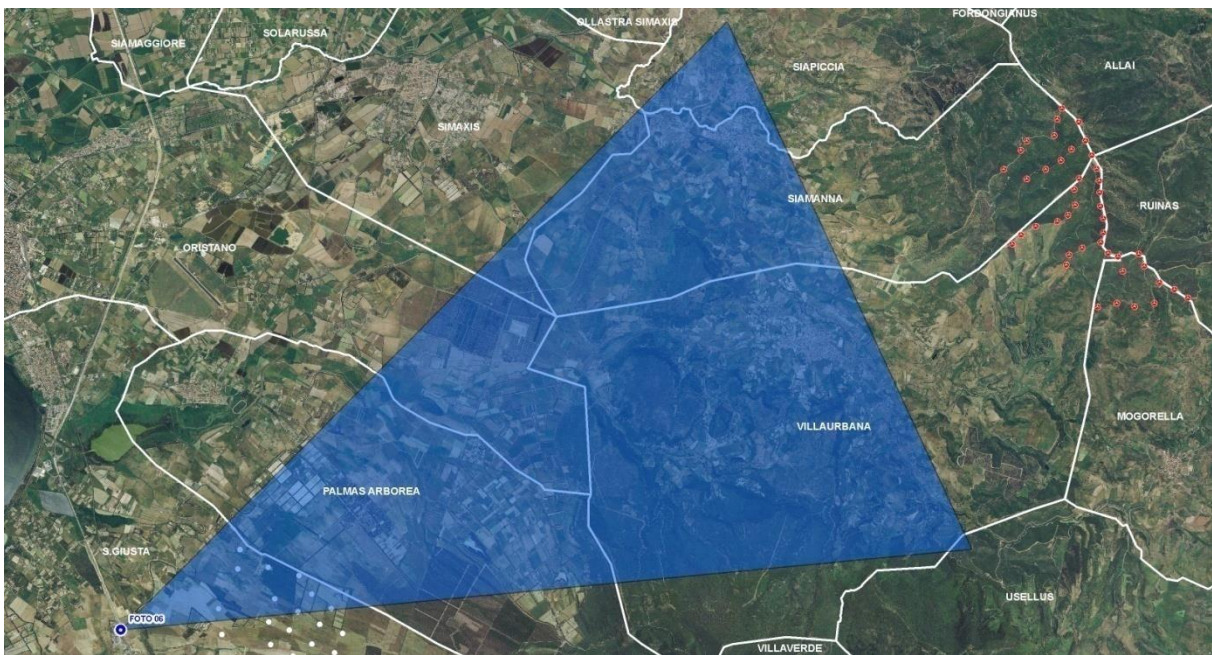 FORDONGIANUS
OLLASTRA SIMAXIS
SOLARUSSA
SIAMAGGIORE
ALLAI
SIAPICCIA
SIMAXIS
SIAMANNA
RUINAS
ORISTANO
MOGORELLA
VILLAURBANA
PALMAS ARBOREA
S.GIUSTA
USELLUS
FOTO 06
VILLAVERDE